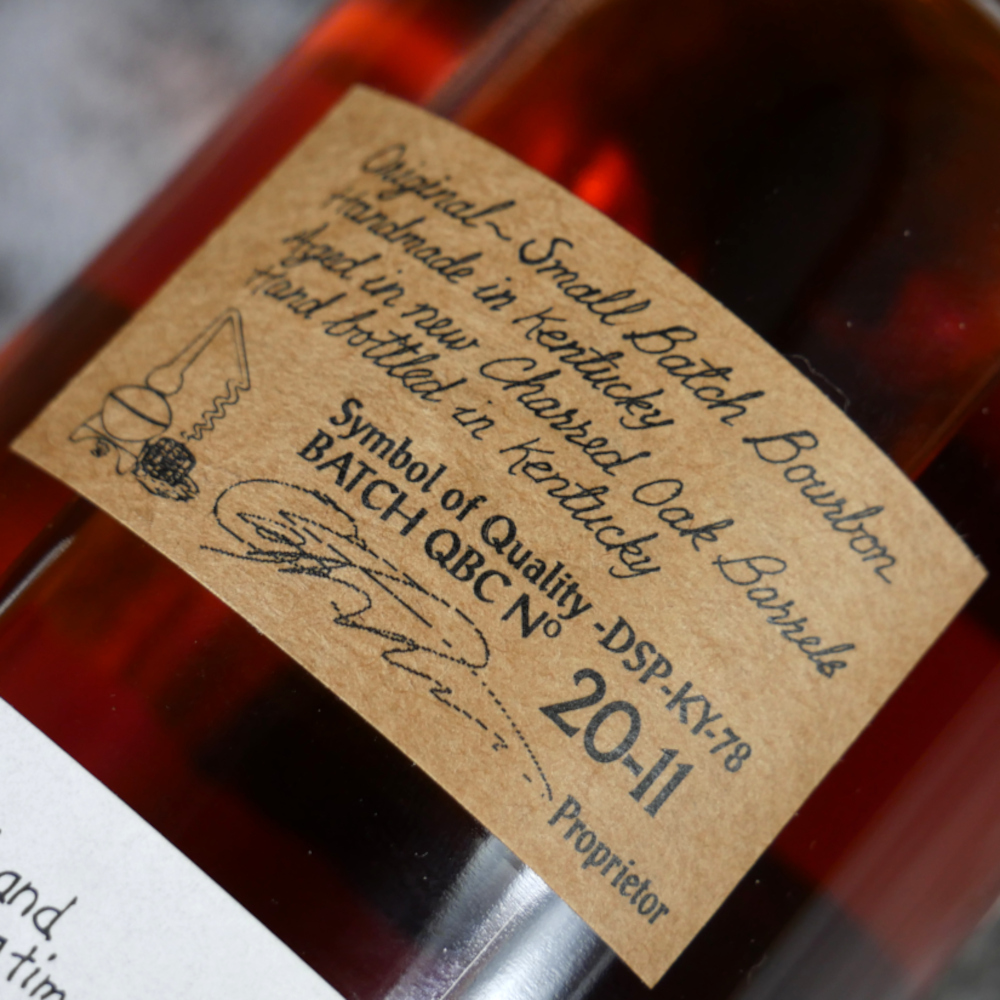 Original~ Small Batch Bourbon
Handmade in Kentucky
Aged in new Charred Oak Barrels
Hand bottled in Kentucky
Symbol of Quality -DSP-KY-78
BATCH QBC Nº 20-11
Proprietor
and